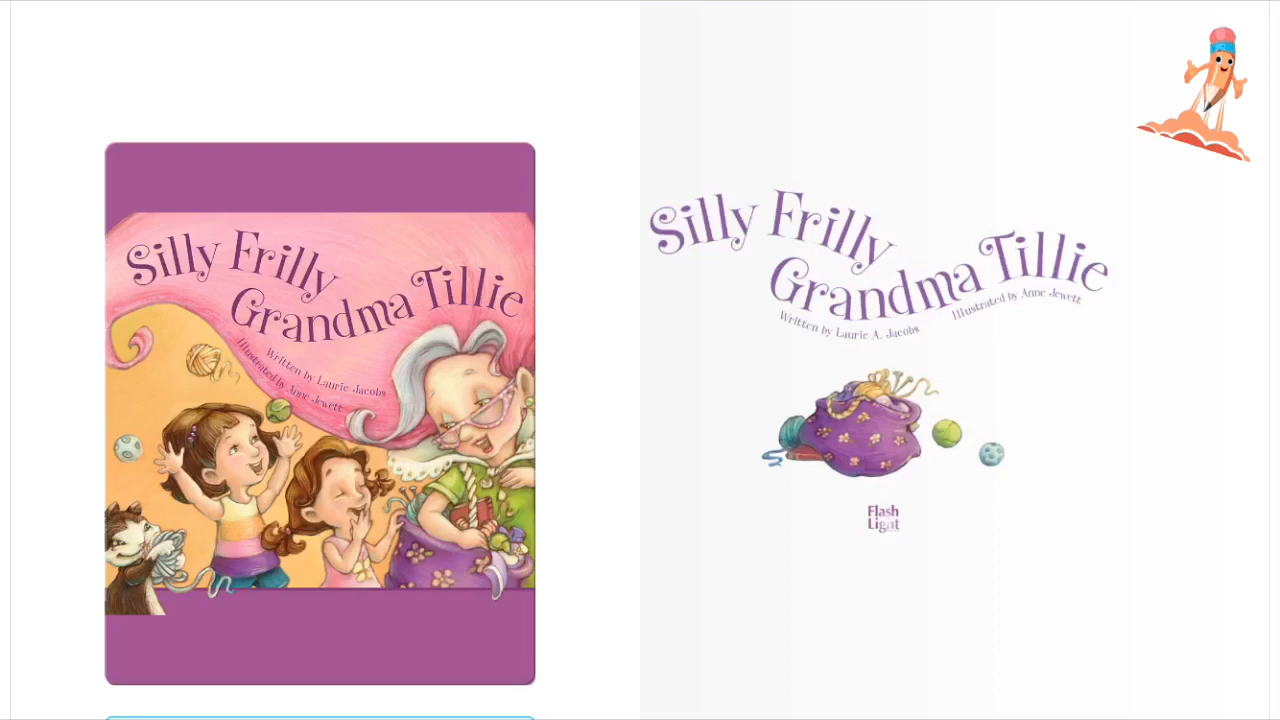 Silly Frilly
Grandma Tillie
Written by Laurie Jacobs
Illustrated by Anne Jewett
Silly Frilly
Grandma Tillie
Written by Laurie A. Jacobs
Illustrated by Anne Jewett
Flash
Light